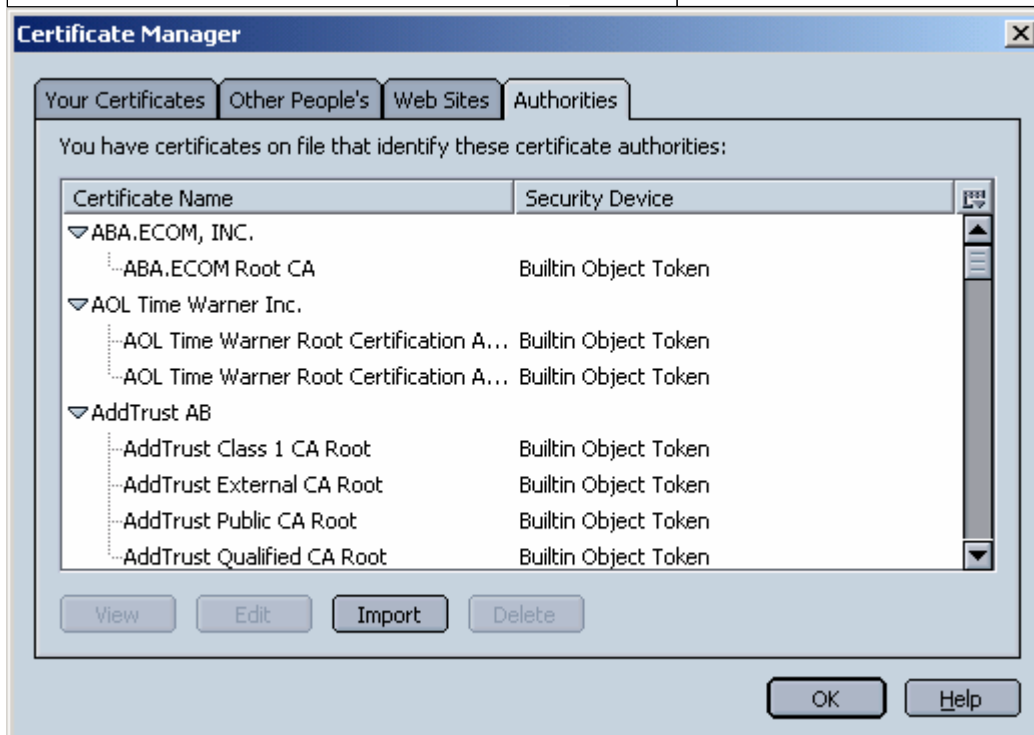 Certificate Manager
Your Certificates Other People's Web Sites Authorities
You have certificates on file that identify these certificate authorities:
Certificate Name Security Device
ABA.ECOM, INC.
ABA.ECOM Root CA Builtin Object Token
AOL Time Warner Inc.
AOL Time Warner Root Certification A... Builtin Object Token
AOL Time Warner Root Certification A... Builtin Object Token
AddTrust AB
AddTrust Class 1 CA Root Builtin Object Token
AddTrust External CA Root Builtin Object Token
AddTrust Public CA Root Builtin Object Token
AddTrust Qualified CA Root Builtin Object Token
View Edit Import Delete
OK Help